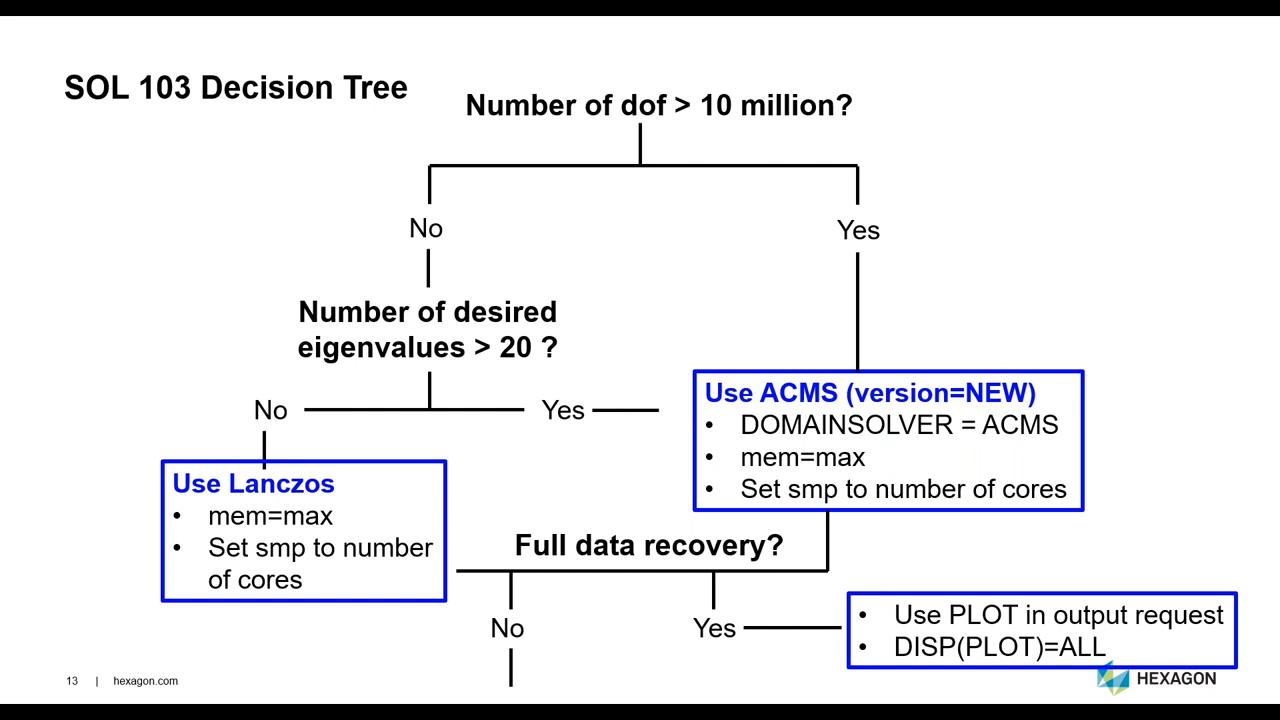 SOL 103 Decision Tree
Number of dof > 10 million?
No
Yes
Number of desired
eigenvalues > 20 ?
No
Yes
Use ACMS (version=NEW)
• DOMAINSOLVER = ACMS
• mem=max
• Set smp to number of cores
Use Lanczos
• mem=max
• Set smp to number
of cores
Full data recovery?
No
Yes
• Use PLOT in output request
• DISP(PLOT)=ALL
13 | hexagon.com
HEXAGON